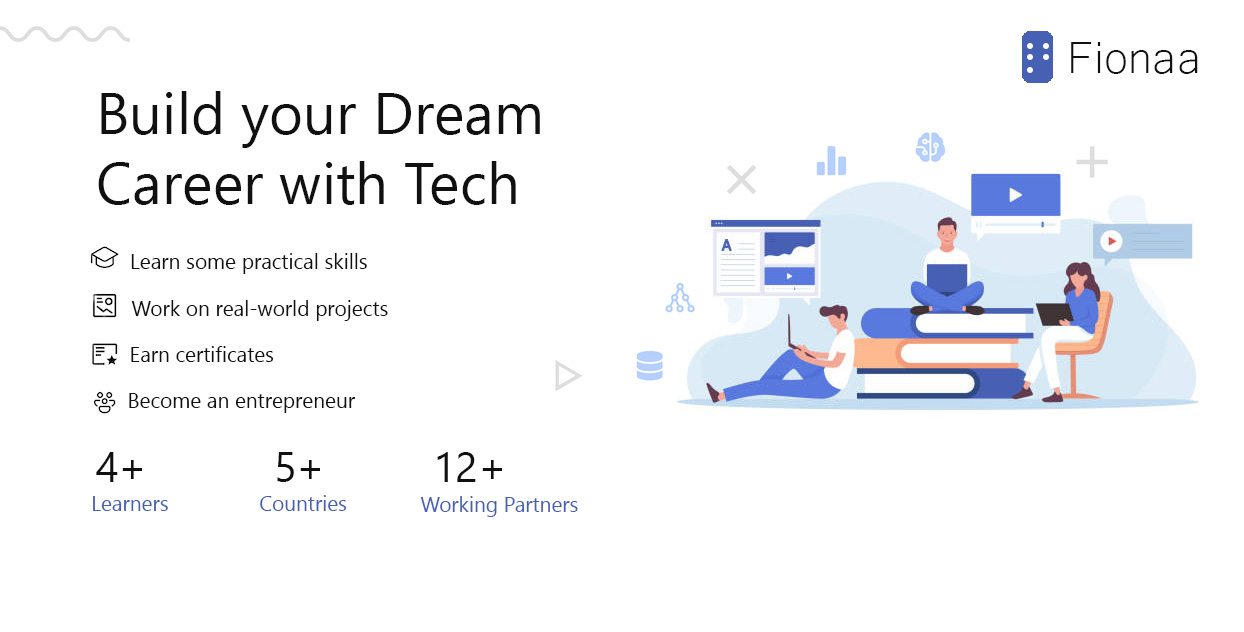 Fionaa
Build your Dream
Career with Tech
Learn some practical skills
Work on real-world projects
Earn certificates
Become an entrepreneur
4+ 5+ 12+
Learners Countries Working Partners
A